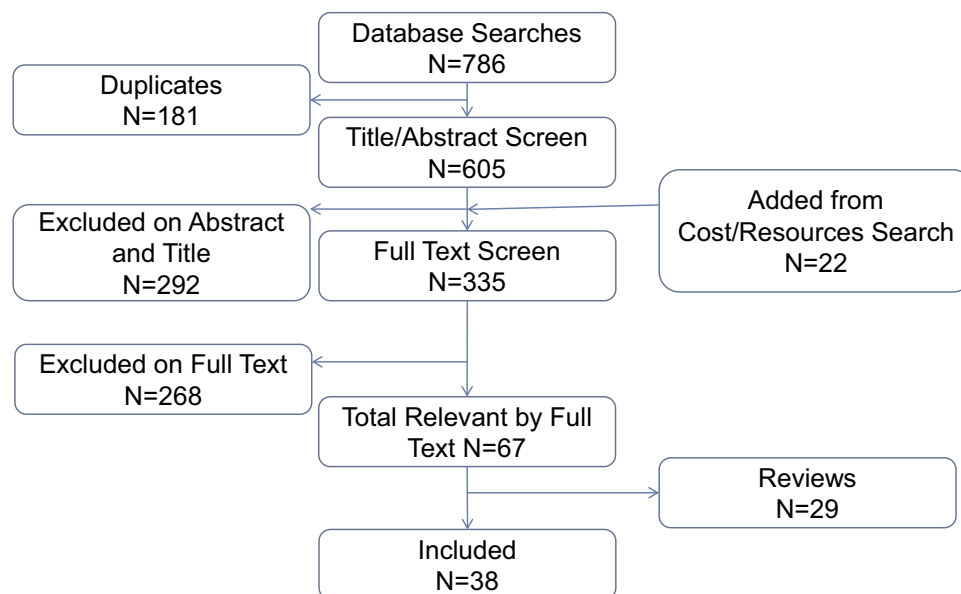 Database Searches
N=786
Duplicates
N=181
Title/Abstract Screen
N=605
Excluded on Abstract
and Title
N=292
Added from
Cost/Resources Search
N=22
Full Text Screen
N=335
Excluded on Full Text
N=268
Total Relevant by Full
Text N=67
Reviews
N=29
Included
N=38